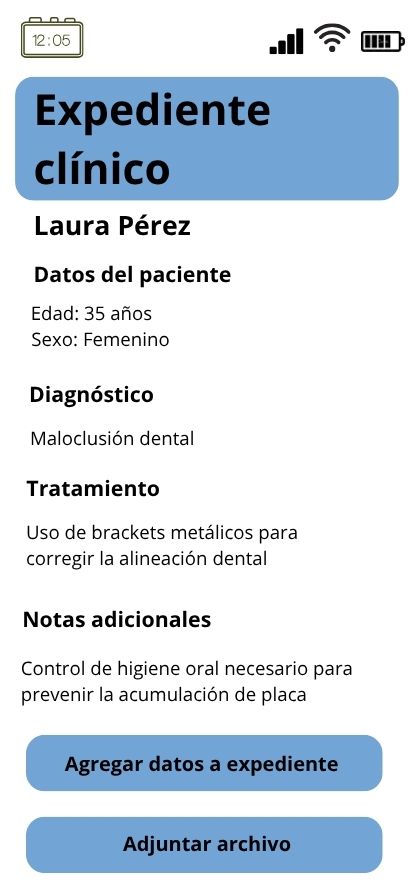 12:05
Expediente
clínico
Laura Pérez
Datos del paciente
Edad: 35 años
Sexo: Femenino
Diagnóstico
Maloclusión dental
Tratamiento
Uso de brackets metálicos para
corregir la alineación dental
Notas adicionales
Control de higiene oral necesario para
prevenir la acumulación de placa
Agregar datos a expediente
Adjuntar archivo